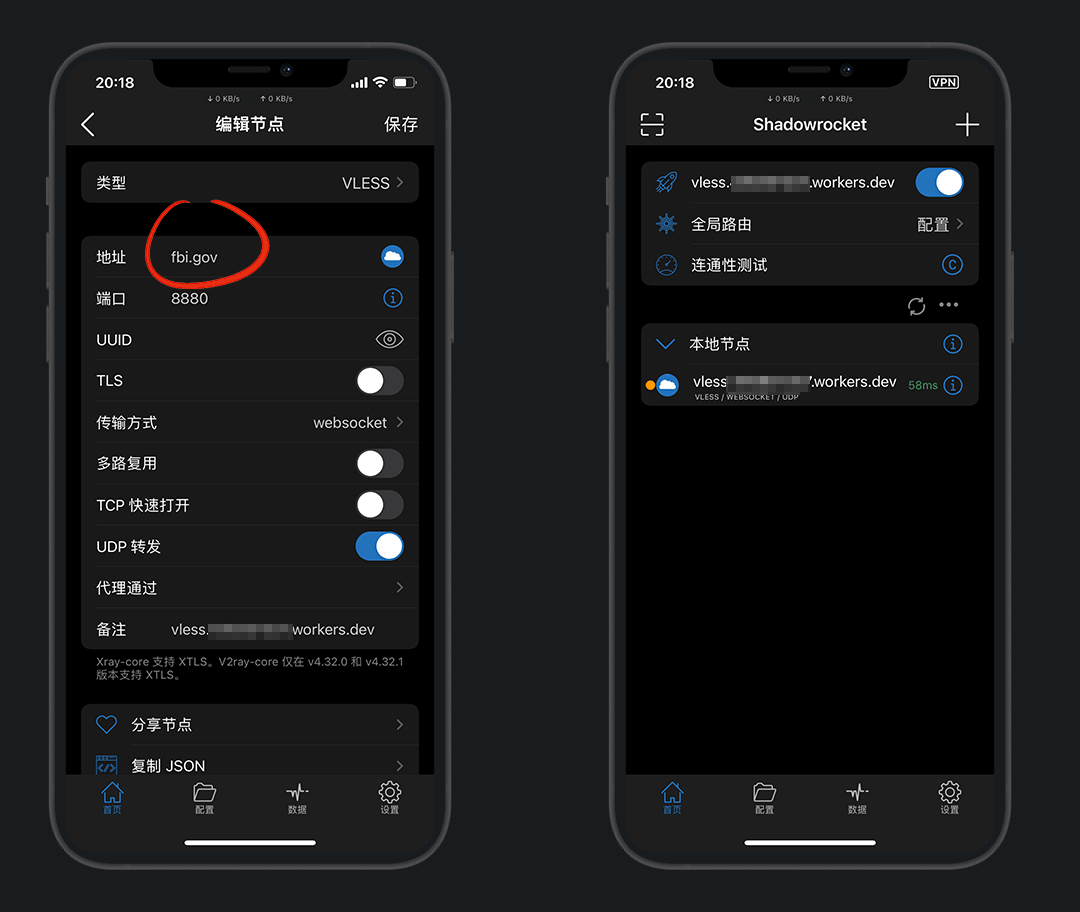 20:18
↓ 0 KB/s ↑ 0 KB/s
编辑节点
保存
类型
VLESS
地址
fbi.gov
端口
8880
UUID
TLS
传输方式
websocket
多路复用
TCP 快速打开
UDP 转发
代理通过
备注
vless.
workers.dev
Xray-core 支持 XTLS。V2ray-core 仅在 v4.32.0 和 v4.32.1
版本支持 XTLS。
分享节点
复制 JSON
首页
配置
数据
设置
20:18
VPN
↓ 0 KB/s ↑ 0 KB/s
Shadowrocket
vless.
.workers.dev
全局路由
配置
连通性测试
C
本地节点
vless
.workers.dev
58ms
VLESS / WEBSOCKET / UDP
首页
配置
数据
设置